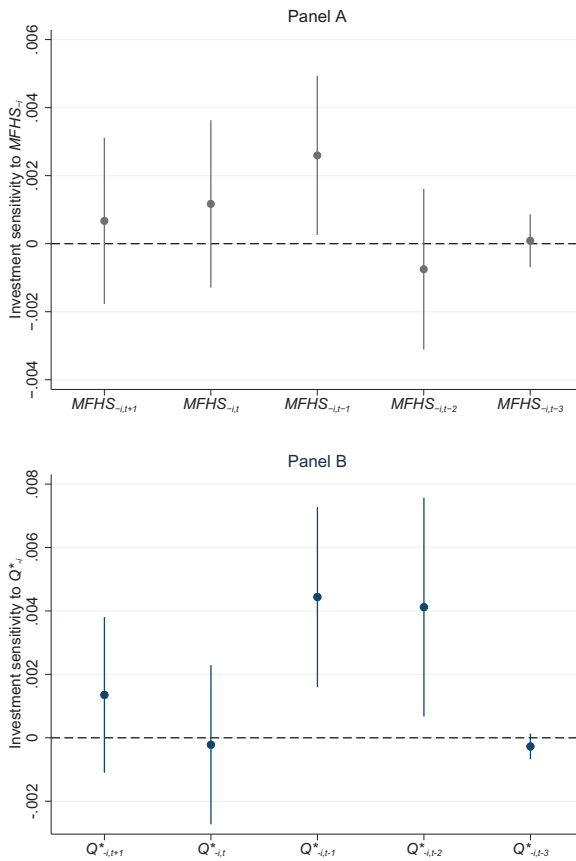 Panel A
Investment sensitivity to MFHS₋ᵢ
.006
.004
.002
0
-.002
-.004
MFHS₋ᵢ,ₜ₊₁ MFHS₋ᵢ,ₜ MFHS₋ᵢ,ₜ₋₁ MFHS₋ᵢ,ₜ₋₂ MFHS₋ᵢ,ₜ₋₃
Panel B
Investment sensitivity to Q*₋ᵢ
.008
.006
.004
.002
0
-.002
Q*₋ᵢ,ₜ₊₁ Q*₋ᵢ,ₜ Q*₋ᵢ,ₜ₋₁ Q*₋ᵢ,ₜ₋₂ Q*₋ᵢ,ₜ₋₃